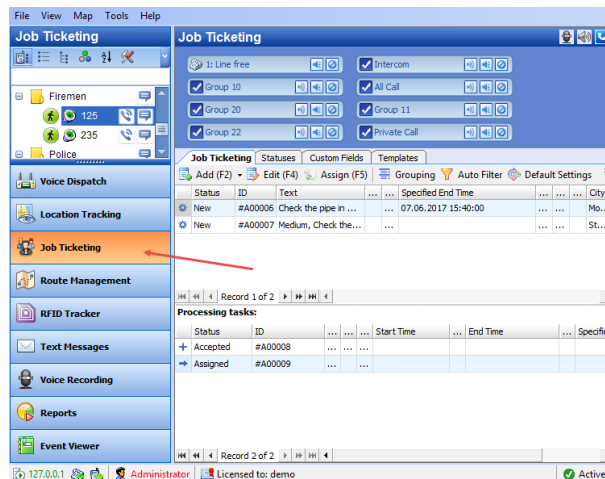 File View Map Tools Help
Job Ticketing
Firemen
125
235
Police
Voice Dispatch
Location Tracking
Job Ticketing
Route Management
RFID Tracker
Text Messages
Voice Recording
Reports
Event Viewer
Job Ticketing
1: Line free
Intercom
Group 10
All Call
Group 20
Group 11
Group 22
Private Call
Job Ticketing Statuses Custom Fields Templates
Add (F2) Edit (F4) Assign (F5) Grouping Auto Filter Default Settings
Status ID Text ... ... Specified End Time ... ... ... City
New #A00006 Check the pipe in ... ... 07.06.2017 15:40:00 ... ... Mo...
New #A00007 Medium, Check the... ... ... ... St...
Record 1 of 2
Processing tasks:
Status ID ... ... ... Start Time ... End Time ... Specifie
Accepted #A00008 ... ... ...
Assigned #A00009 ... ...
Record 2 of 2
127.0.0.1 Administrator Licensed to: demo Active